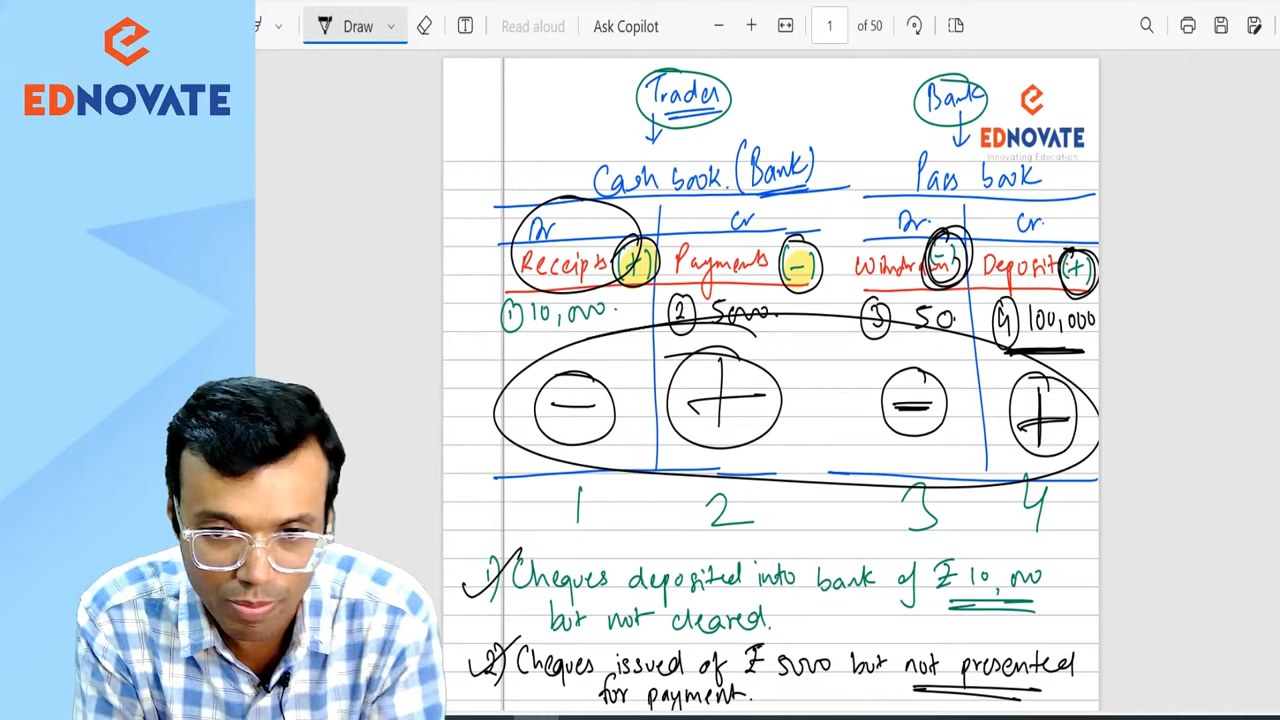 EDNOVATE
Draw
Read aloud
Ask Copilot
1 of 50
Trader
Bank
EDNOVATE
Innovating Education
Cash book. (Bank)
Pass book
Dr
Cr
Dr.
Cr.
Receipts (+)
Payments (-)
Withdrawn (-)
Deposit (+)
① 10,000.
② 5000.
③ 50.
④ 100,000
− + − +
1 2 3 4
1) Cheques deposited into bank of ₹ 10,000
but not cleared.
2) Cheques issued of ₹ 5000 but not presented
for payment.